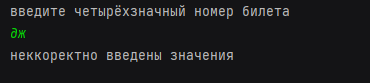 введите четырёхзначный номер билета
дж
неккоректно введены значения